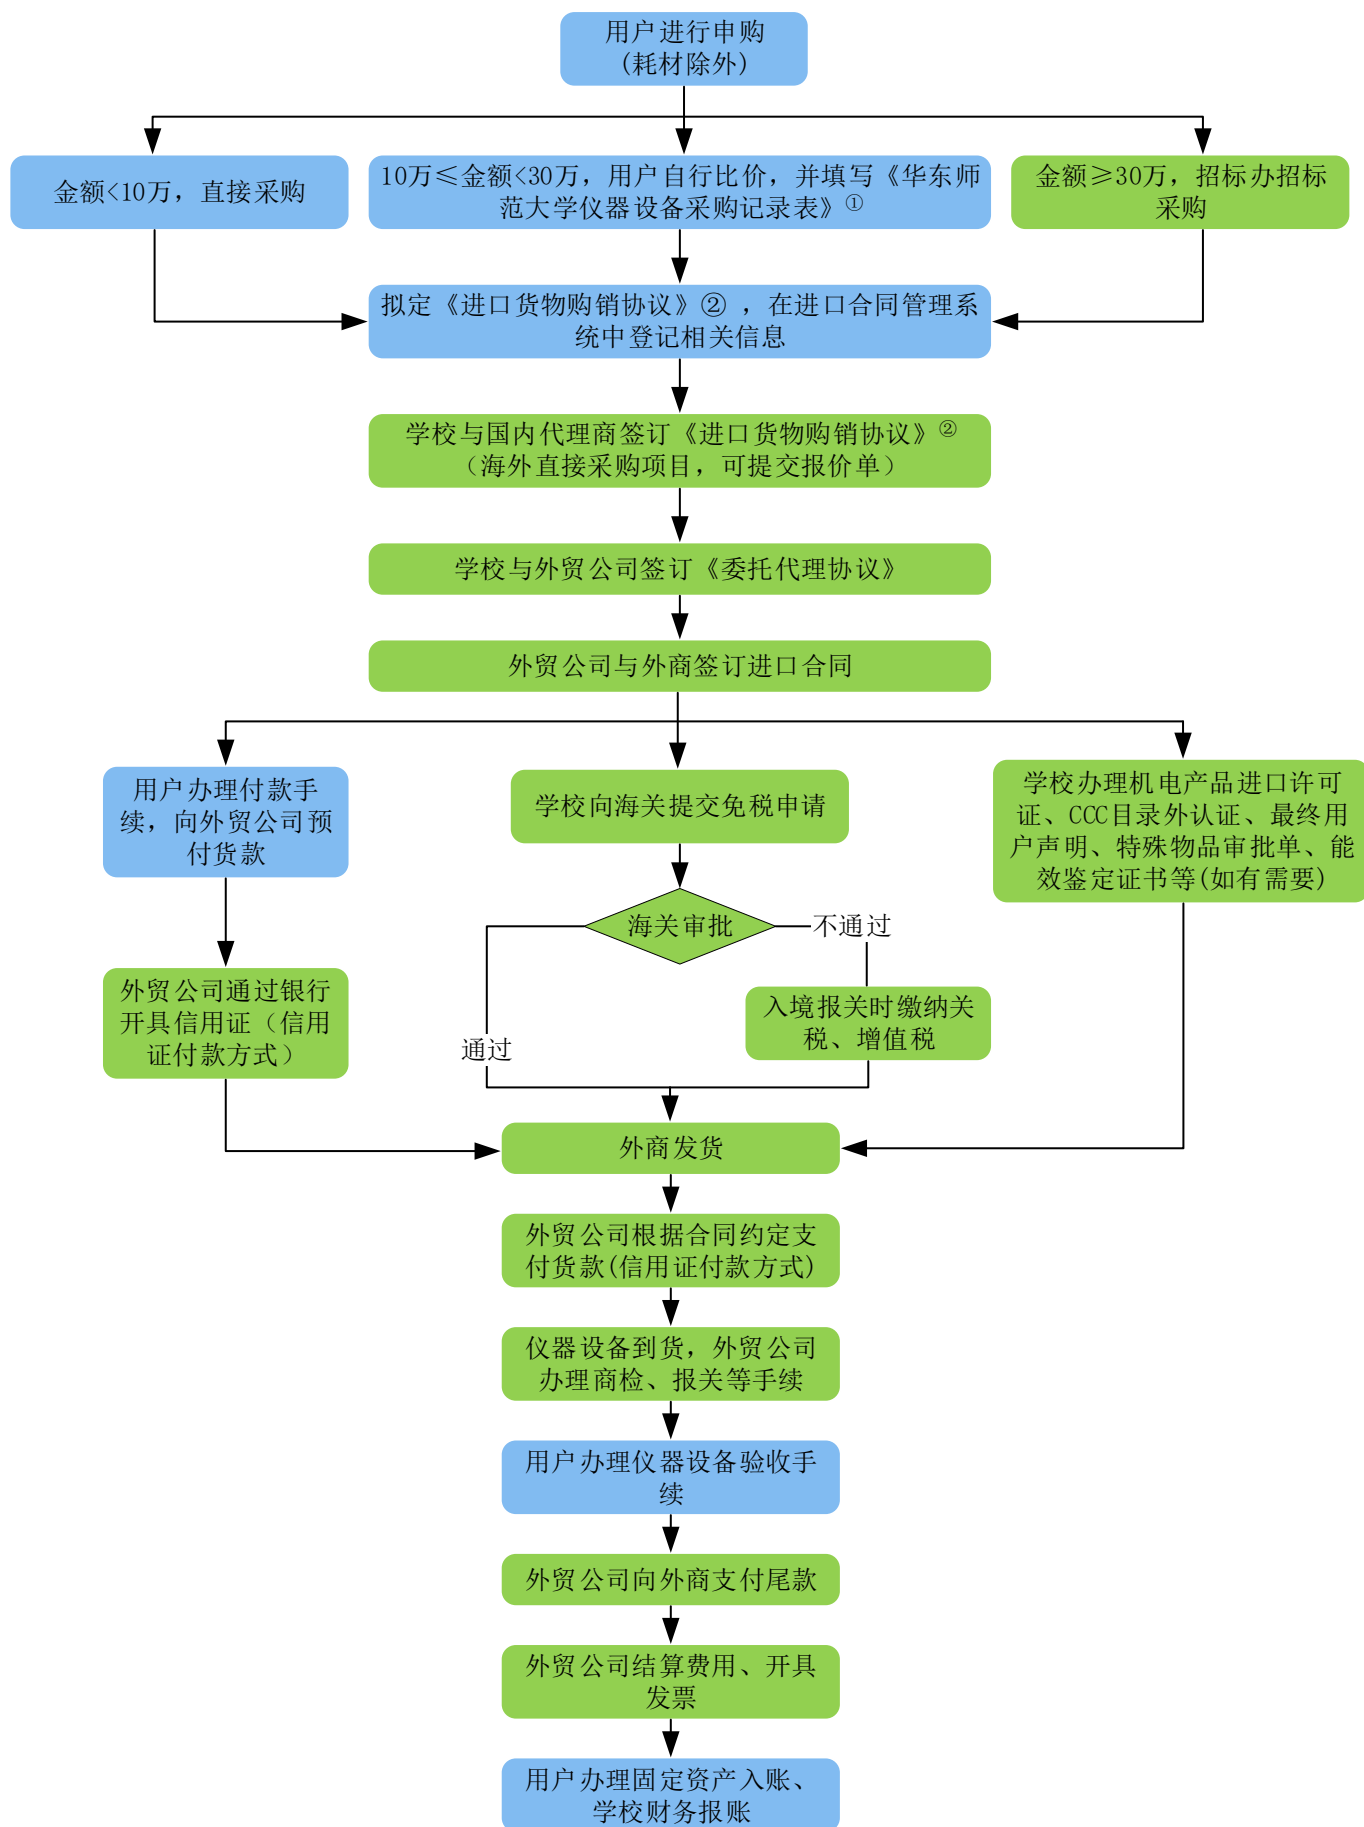 用户进行申购
(耗材除外)
金额<10万，直接采购
10万≤金额<30万，用户自行比价，并填写《华东师
范大学仪器设备采购记录表》①
金额≥30万，招标办招标
采购
拟定《进口货物购销协议》② ，在进口合同管理系
统中登记相关信息
学校与国内代理商签订《进口货物购销协议》②
（海外直接采购项目，可提交报价单）
学校与外贸公司签订《委托代理协议》
外贸公司与外商签订进口合同
用户办理付款手
续，向外贸公司预
付货款
学校向海关提交免税申请
学校办理机电产品进口许可
证、CCC目录外认证、最终用
户声明、特殊物品审批单、能
效鉴定证书等(如有需要)
海关审批
不通过
外贸公司通过银行
开具信用证（信用
证付款方式）
入境报关时缴纳关
税、增值税
通过
外商发货
外贸公司根据合同约定支
付货款(信用证付款方式)
仪器设备到货，外贸公司
办理商检、报关等手续
用户办理仪器设备验收手
续
外贸公司向外商支付尾款
外贸公司结算费用、开具
发票
用户办理固定资产入账、
学校财务报账